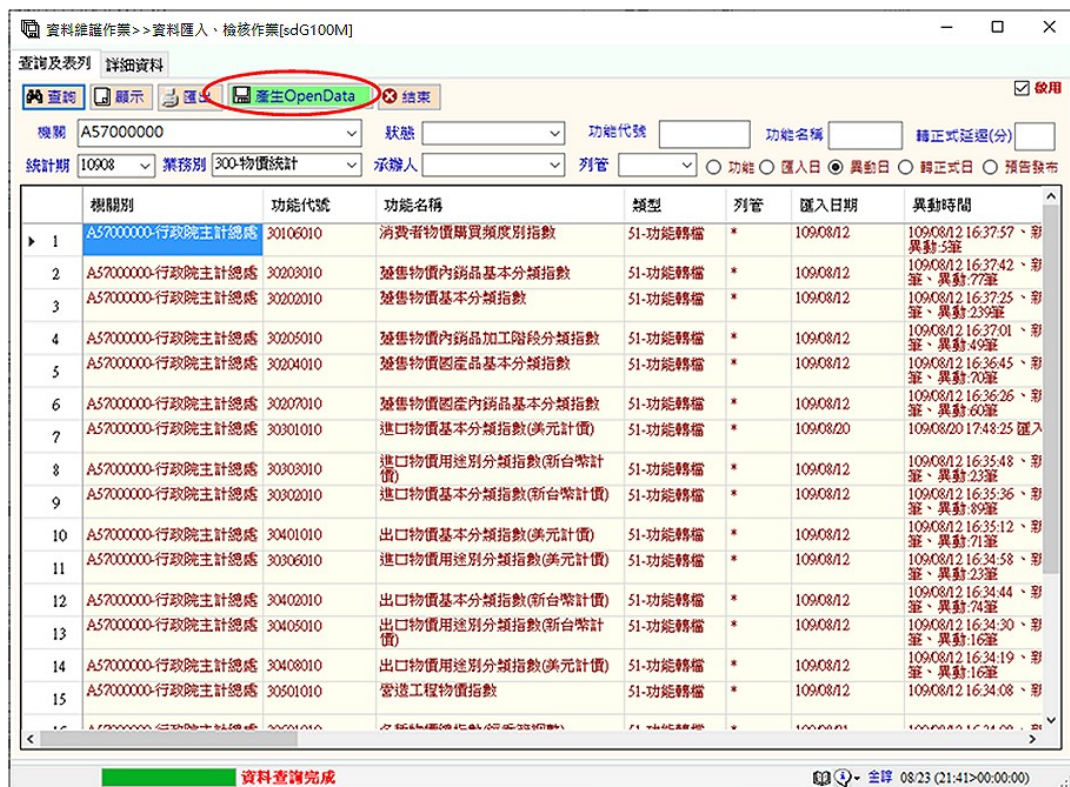 資料維護作業>>資料匯入、檢核作業[sdG100M]
查詢及表列 詳細資料
查詢 顯示 匯出 產生OpenData 結束 啟用
機關 A57000000 狀態 功能代號 功能名稱 轉正式延遲(分)
統計期 10908 業務別 300-物價統計 承辦人 列管 功能 匯入日 異動日 轉正式日 預告發布
機關別 功能代號 功能名稱 類型 列管 匯入日期 異動時間
1 A57000000-行政院主計總處 30106010 消費者物價購買頻度別指數 51-功能轉檔 * 109/08/12 109/08/12 16:37:57、新
異動:5筆
2 A57000000-行政院主計總處 30203010 躉售物價內銷品基本分類指數 51-功能轉檔 * 109/08/12 109/08/12 16:37:42、新
筆、異動:77筆
3 A57000000-行政院主計總處 30202010 躉售物價基本分類指數 51-功能轉檔 * 109/08/12 109/08/12 16:37:25、新
筆、異動:239筆
4 A57000000-行政院主計總處 30205010 躉售物價內銷品加工階段分類指數 51-功能轉檔 * 109/08/12 109/08/12 16:37:01、新
筆、異動:49筆
5 A57000000-行政院主計總處 30204010 躉售物價國產品基本分類指數 51-功能轉檔 * 109/08/12 109/08/12 16:36:45、新
筆、異動:70筆
6 A57000000-行政院主計總處 30207010 躉售物價國產內銷品基本分類指數 51-功能轉檔 * 109/08/12 109/08/12 16:36:26、新
筆、異動:60筆
7 A57000000-行政院主計總處 30301010 進口物價基本分類指數(美元計價) 51-功能轉檔 * 109/08/20 109/08/20 17:48:25 匯入
8 A57000000-行政院主計總處 30303010 進口物價用途別分類指數(新台幣計
價) 51-功能轉檔 * 109/08/12 109/08/12 16:35:48、新
筆、異動:23筆
9 A57000000-行政院主計總處 30302010 進口物價基本分類指數(新台幣計價) 51-功能轉檔 * 109/08/12 109/08/12 16:35:36、新
筆、異動:89筆
10 A57000000-行政院主計總處 30401010 出口物價基本分類指數(美元計價) 51-功能轉檔 * 109/08/12 109/08/12 16:35:12、新
筆、異動:71筆
11 A57000000-行政院主計總處 30306010 進口物價用途別分類指數(美元計價) 51-功能轉檔 * 109/08/12 109/08/12 16:34:58、新
筆、異動:23筆
12 A57000000-行政院主計總處 30402010 出口物價基本分類指數(新台幣計價) 51-功能轉檔 * 109/08/12 109/08/12 16:34:44、新
筆、異動:74筆
13 A57000000-行政院主計總處 30405010 出口物價用途別分類指數(新台幣計
價) 51-功能轉檔 * 109/08/12 109/08/12 16:34:30、新
筆、異動:16筆
14 A57000000-行政院主計總處 30408010 出口物價用途別分類指數(美元計價) 51-功能轉檔 * 109/08/12 109/08/12 16:34:19、新
筆、異動:16筆
15 A57000000-行政院主計總處 30501010 營造工程物價指數 51-功能轉檔 * 109/08/12 109/08/12 16:34:08、新
資料查詢完成 08/23 (21:41>00:00:00)